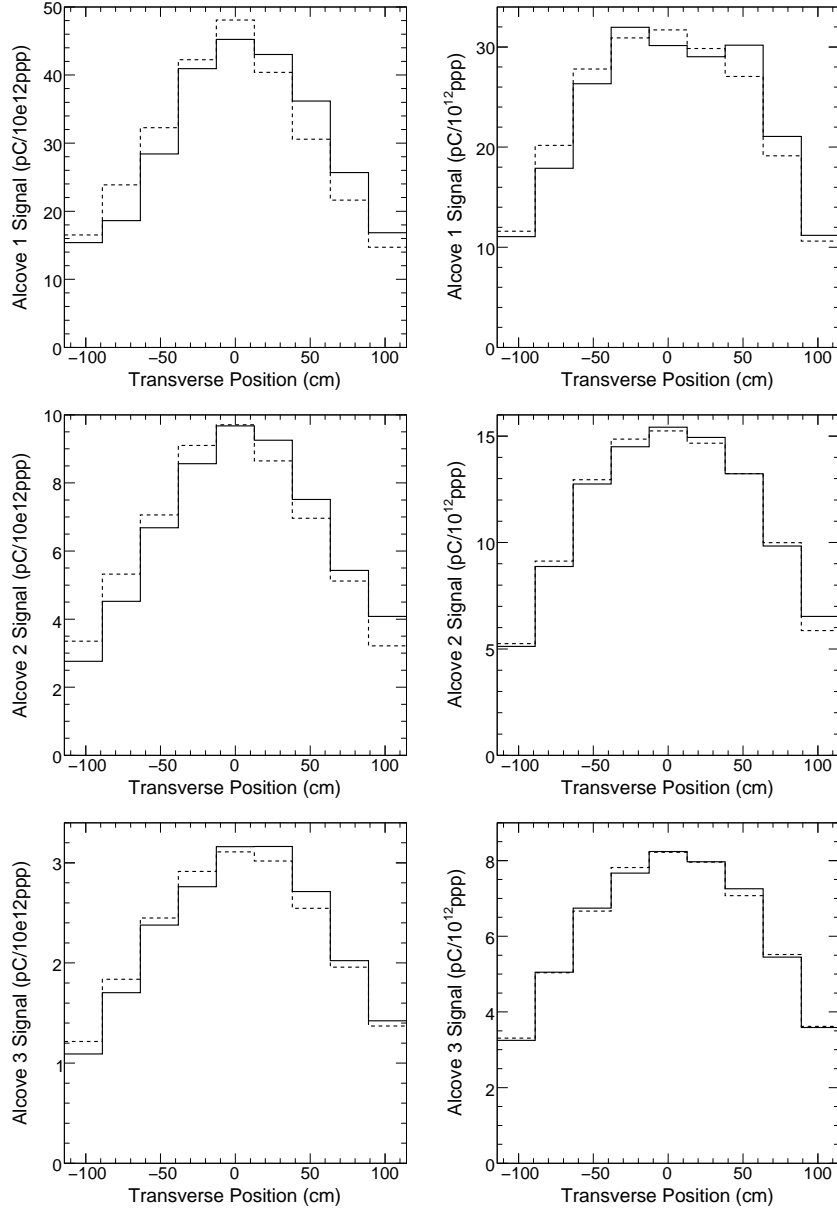 Alcove 1 Signal (pC/10e12ppp)
50
40
30
20
10
0
−100 −50 0 50 100
Transverse Position (cm)
Alcove 1 Signal (pC/10¹²ppp)
30
20
10
0
−100 −50 0 50 100
Transverse Position (cm)
Alcove 2 Signal (pC/10e12ppp)
10
8
6
4
2
0
−100 −50 0 50 100
Transverse Position (cm)
Alcove 2 Signal (pC/10¹²ppp)
15
10
5
0
−100 −50 0 50 100
Transverse Position (cm)
Alcove 3 Signal (pC/10e12ppp)
3
2
1
0
−100 −50 0 50 100
Transverse Position (cm)
Alcove 3 Signal (pC/10¹²ppp)
8
6
4
2
0
−100 −50 0 50 100
Transverse Position (cm)